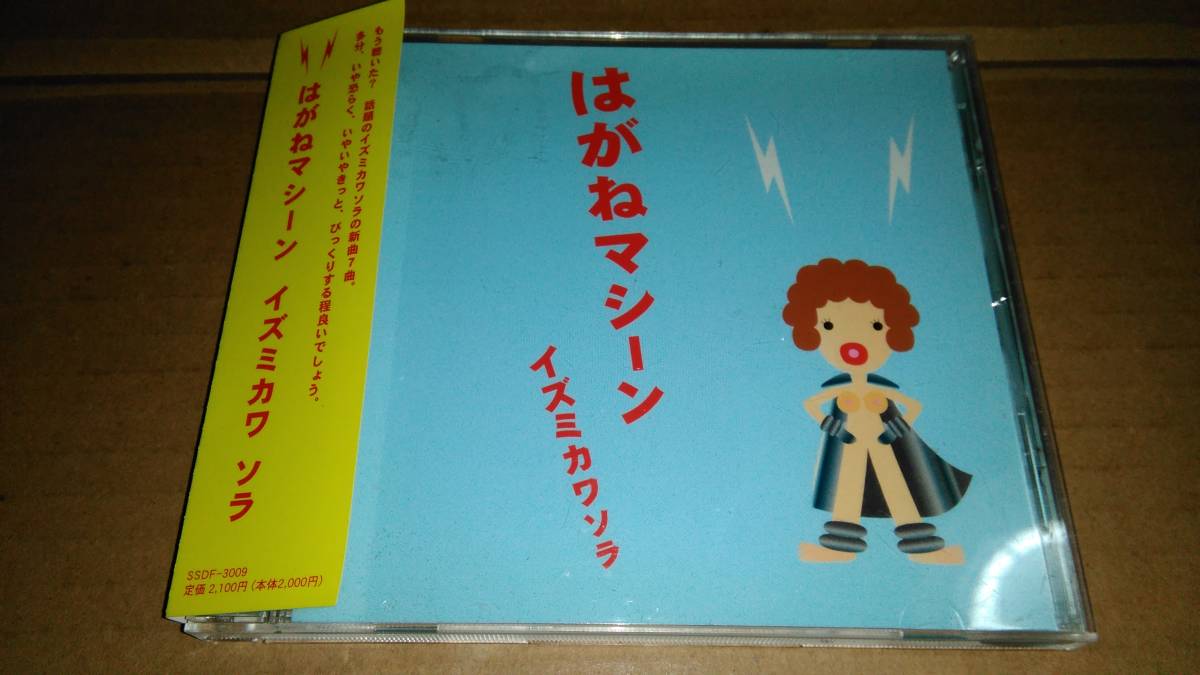 もう聴いた? 話題のイズミカワソラの新曲7曲。
多分、いや恐らく、いやいやきっと、びっくりする程良いでしょう。
はがねマシーン イズミカワ ソラ
SSDF-3009
定価 2,100円 (本体2,000円)
はがねマシーン
イズミカワソラ